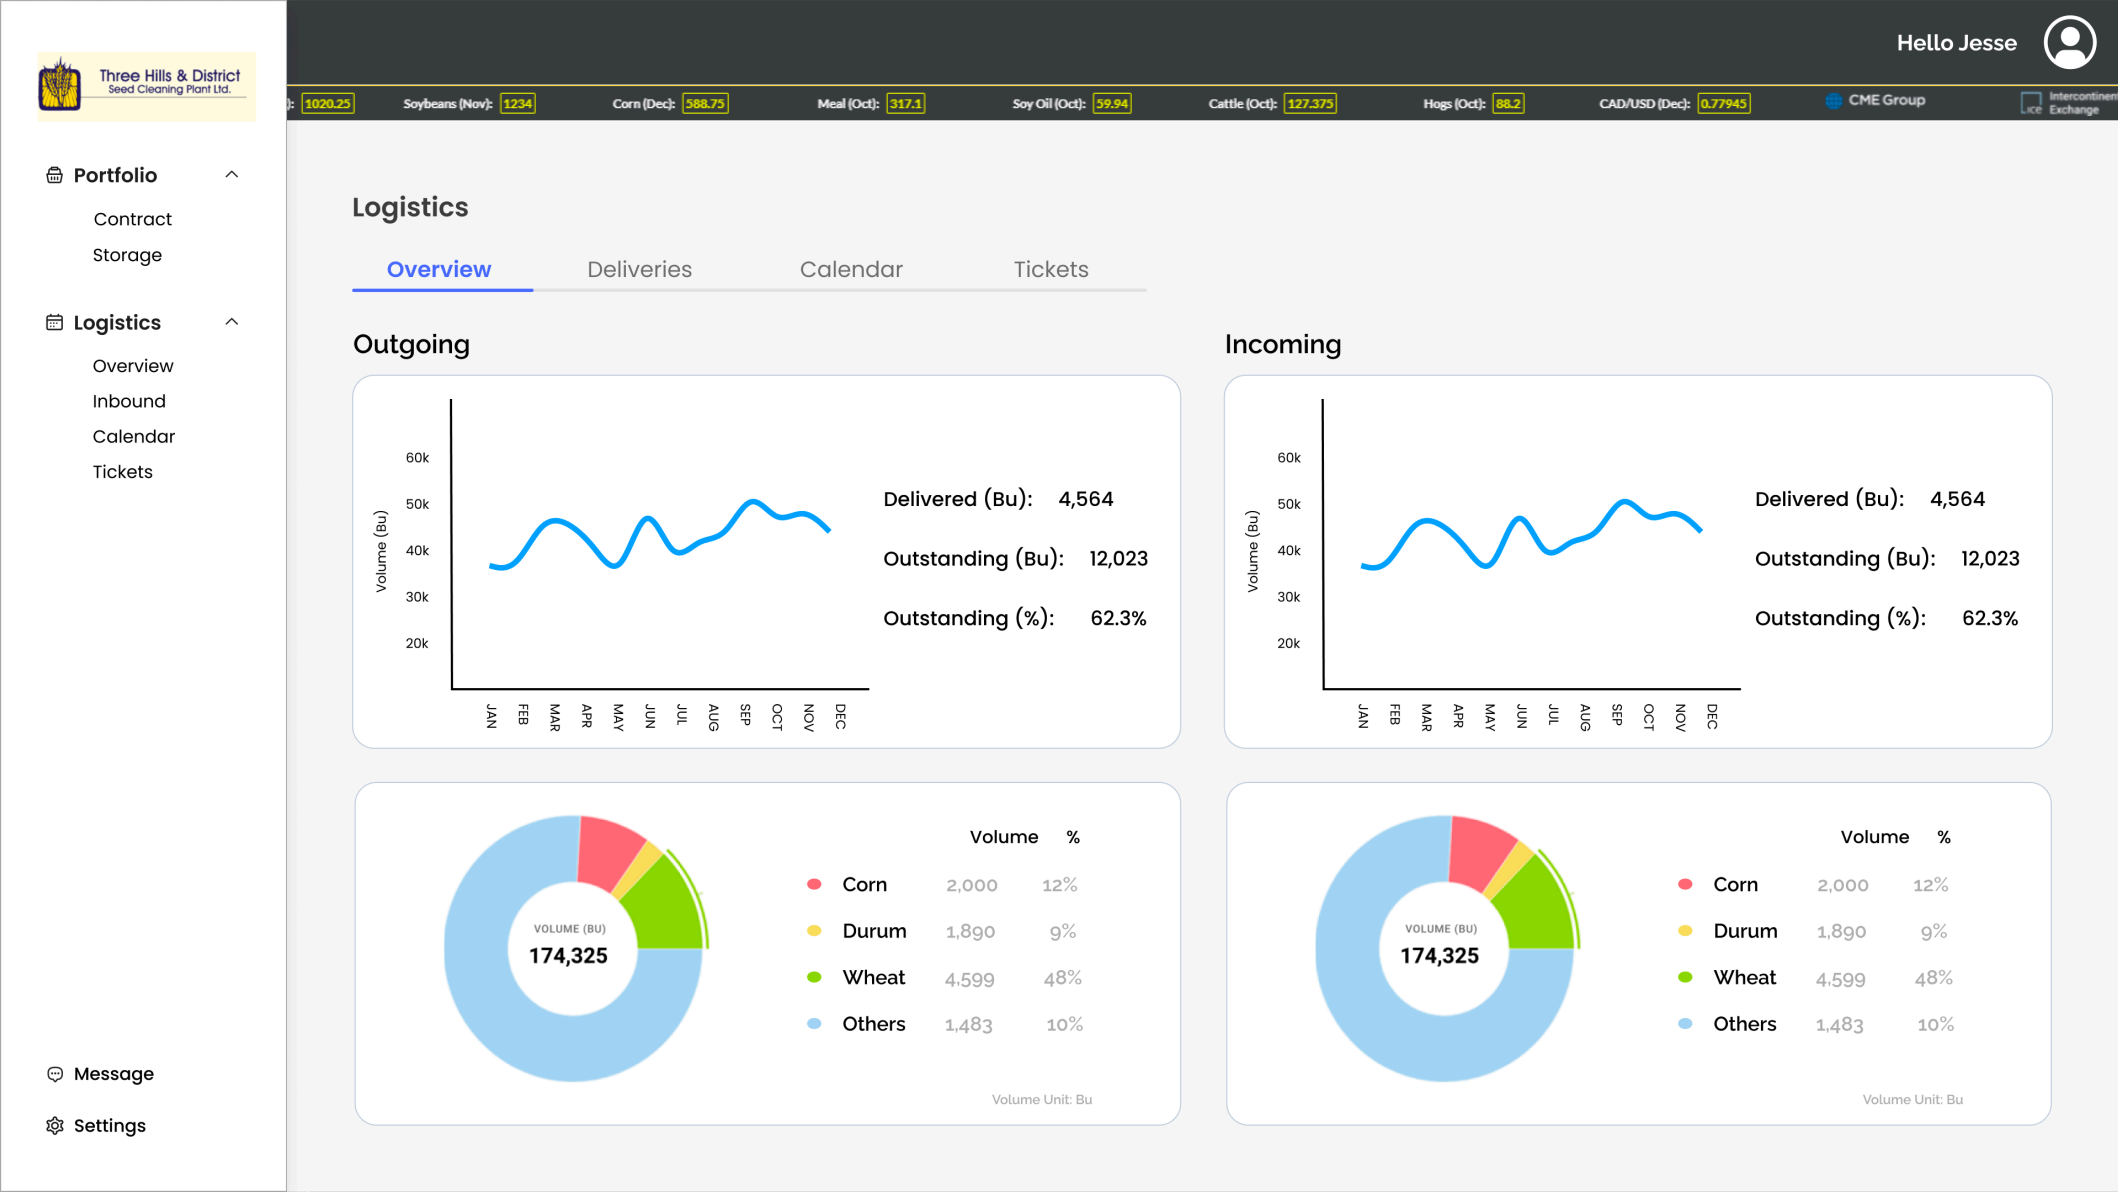 Three Hills & District
Seed Cleaning Plant Ltd.
Hello Jesse
): 1020.25
Soybeans (Nov): 1234
Corn (Dec): 588.75
Meal (Oct): 317.1
Soy Oil (Oct): 59.94
Cattle (Oct): 127.375
Hogs (Oct): 88.2
CAD/USD (Dec): 0.77945
CME Group
ice
Exchange
Portfolio
Contract
Storage
Logistics
Overview
Inbound
Calendar
Tickets
Message
Settings
Logistics
Overview
Deliveries
Calendar
Tickets
Outgoing
Volume (Bu)
60k
50k
40k
30k
20k
JAN
FEB
MAR
APR
MAY
JUN
JUL
AUG
SEP
OCT
NOV
DEC
Delivered (Bu): 4,564
Outstanding (Bu): 12,023
Outstanding (%): 62.3%
Incoming
Volume (Bu)
60k
50k
40k
30k
20k
JAN
FEB
MAR
APR
MAY
JUN
JUL
AUG
SEP
OCT
NOV
DEC
Delivered (Bu): 4,564
Outstanding (Bu): 12,023
Outstanding (%): 62.3%
VOLUME (BU)
174,325
Volume %
Corn 2,000 12%
Durum 1,890 9%
Wheat 4,599 48%
Others 1,483 10%
Volume Unit: Bu
VOLUME (BU)
174,325
Volume %
Corn 2,000 12%
Durum 1,890 9%
Wheat 4,599 48%
Others 1,483 10%
Volume Unit: Bu